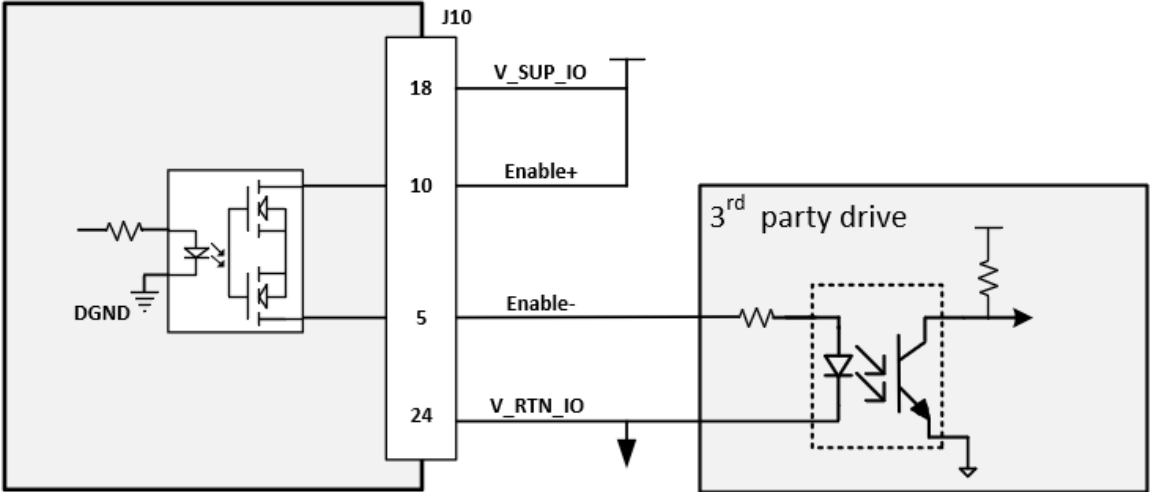 J10
18
V_SUP_IO
10
Enable+
3rd party drive
DGND
5
Enable-
24
V_RTN_IO